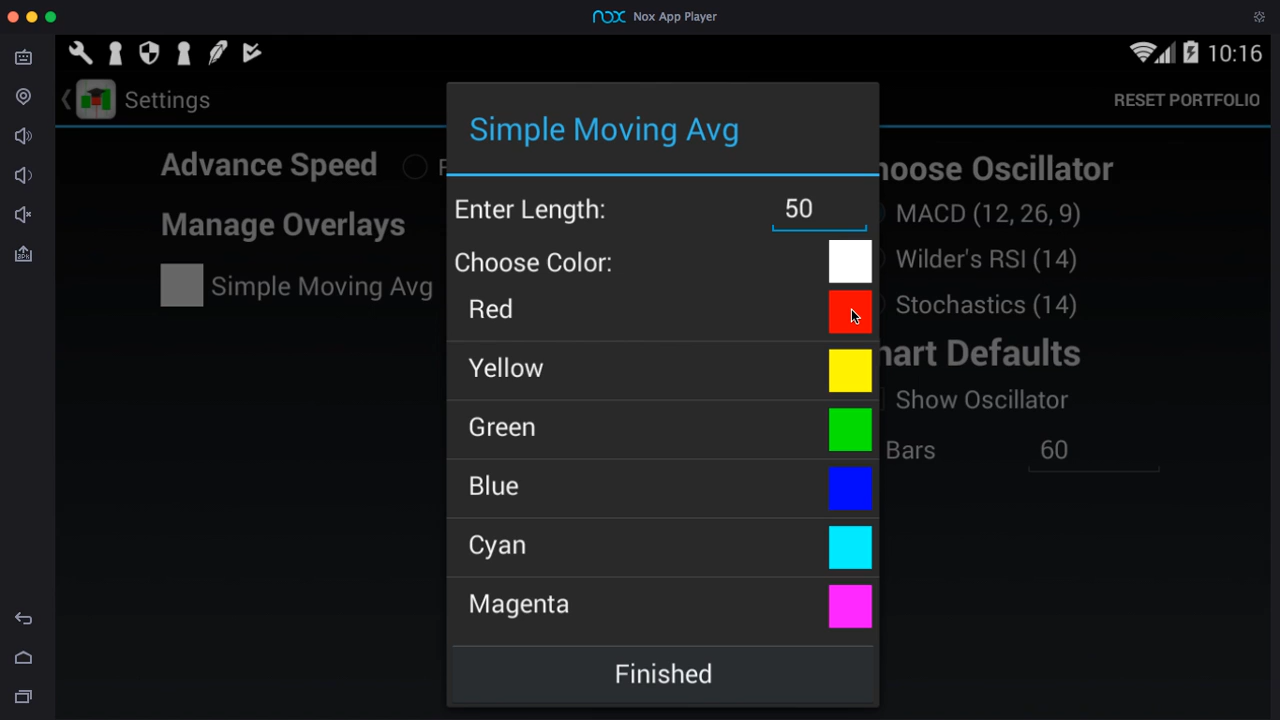 nox Nox App Player
10:16
Settings
RESET PORTFOLIO
Simple Moving Avg
Advance Speed
Manage Overlays
Simple Moving Avg
Enter Length: 50
Choose Color:
Red
Yellow
Green
Blue
Cyan
Magenta
Finished
hoose Oscillator
MACD (12, 26, 9)
Wilder's RSI (14)
Stochastics (14)
hart Defaults
Show Oscillator
Bars 60